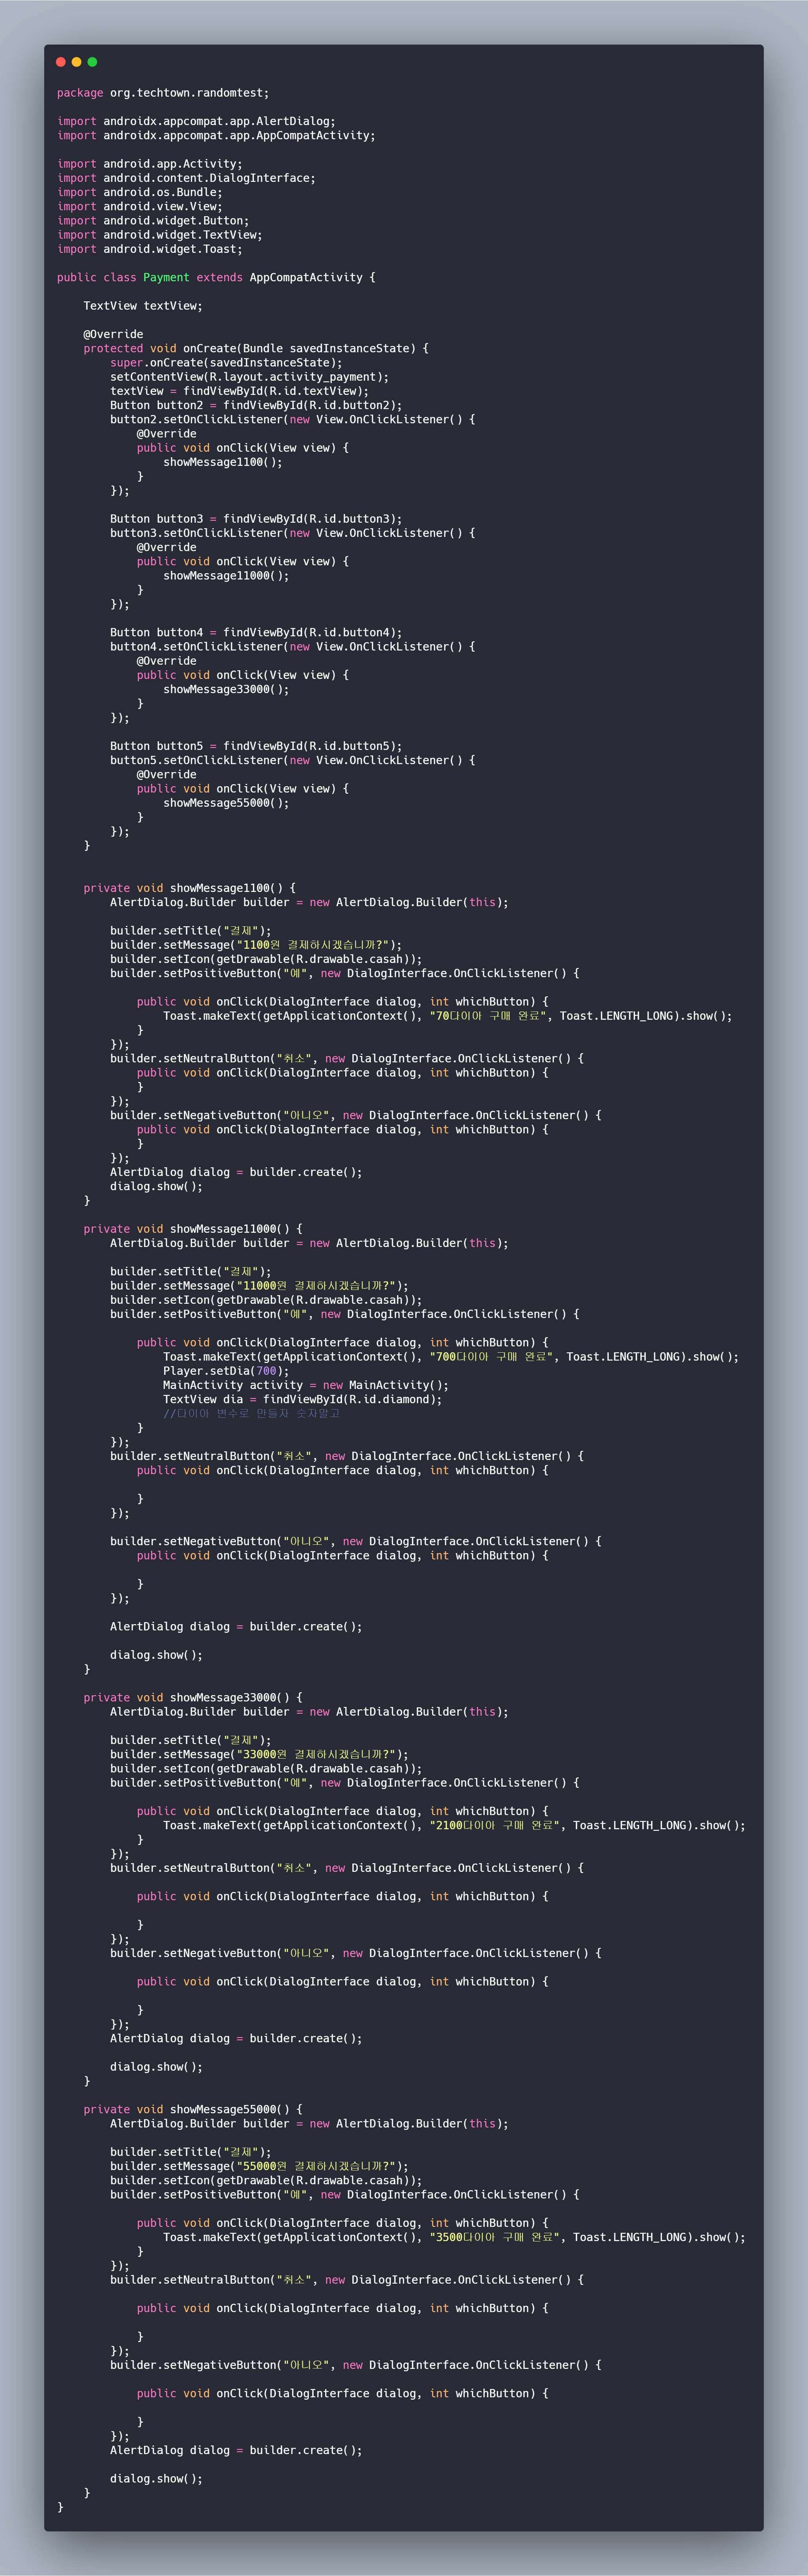 package org.techtown.randomtest;

import androidx.appcompat.app.AlertDialog;
import androidx.appcompat.app.AppCompatActivity;

import android.app.Activity;
import android.content.DialogInterface;
import android.os.Bundle;
import android.view.View;
import android.widget.Button;
import android.widget.TextView;
import android.widget.Toast;

public class Payment extends AppCompatActivity {

    TextView textView;

    @Override
    protected void onCreate(Bundle savedInstanceState) {
        super.onCreate(savedInstanceState);
        setContentView(R.layout.activity_payment);
        textView = findViewById(R.id.textView);
        Button button2 = findViewById(R.id.button2);
        button2.setOnClickListener(new View.OnClickListener() {
            @Override
            public void onClick(View view) {
                showMessage1100();
            }
        });

        Button button3 = findViewById(R.id.button3);
        button3.setOnClickListener(new View.OnClickListener() {
            @Override
            public void onClick(View view) {
                showMessage11000();
            }
        });

        Button button4 = findViewById(R.id.button4);
        button4.setOnClickListener(new View.OnClickListener() {
            @Override
            public void onClick(View view) {
                showMessage33000();
            }
        });

        Button button5 = findViewById(R.id.button5);
        button5.setOnClickListener(new View.OnClickListener() {
            @Override
            public void onClick(View view) {
                showMessage55000();
            }
        });
    }


    private void showMessage1100() {
        AlertDialog.Builder builder = new AlertDialog.Builder(this);

        builder.setTitle("결제");
        builder.setMessage("1100원 결제하시겠습니까?");
        builder.setIcon(getDrawable(R.drawable.casah));
        builder.setPositiveButton("예", new DialogInterface.OnClickListener() {

            public void onClick(DialogInterface dialog, int whichButton) {
                Toast.makeText(getApplicationContext(), "70다이아 구매 완료", Toast.LENGTH_LONG).show();
            }
        });
        builder.setNeutralButton("취소", new DialogInterface.OnClickListener() {
            public void onClick(DialogInterface dialog, int whichButton) {
            }
        });
        builder.setNegativeButton("아니오", new DialogInterface.OnClickListener() {
            public void onClick(DialogInterface dialog, int whichButton) {
            }
        });
        AlertDialog dialog = builder.create();
        dialog.show();
    }

    private void showMessage11000() {
        AlertDialog.Builder builder = new AlertDialog.Builder(this);

        builder.setTitle("결제");
        builder.setMessage("11000원 결제하시겠습니까?");
        builder.setIcon(getDrawable(R.drawable.casah));
        builder.setPositiveButton("예", new DialogInterface.OnClickListener() {

            public void onClick(DialogInterface dialog, int whichButton) {
                Toast.makeText(getApplicationContext(), "700다이아 구매 완료", Toast.LENGTH_LONG).show();
                Player.setDia(700);
                MainActivity activity = new MainActivity();
                TextView dia = findViewById(R.id.diamond);
                //다이아 변수로 만들자 숫자말고
            }
        });
        builder.setNeutralButton("취소", new DialogInterface.OnClickListener() {
            public void onClick(DialogInterface dialog, int whichButton) {

            }
        });

        builder.setNegativeButton("아니오", new DialogInterface.OnClickListener() {
            public void onClick(DialogInterface dialog, int whichButton) {

            }
        });

        AlertDialog dialog = builder.create();

        dialog.show();
    }

    private void showMessage33000() {
        AlertDialog.Builder builder = new AlertDialog.Builder(this);

        builder.setTitle("결제");
        builder.setMessage("33000원 결제하시겠습니까?");
        builder.setIcon(getDrawable(R.drawable.casah));
        builder.setPositiveButton("예", new DialogInterface.OnClickListener() {

            public void onClick(DialogInterface dialog, int whichButton) {
                Toast.makeText(getApplicationContext(), "2100다이아 구매 완료", Toast.LENGTH_LONG).show();
            }
        });
        builder.setNeutralButton("취소", new DialogInterface.OnClickListener() {

            public void onClick(DialogInterface dialog, int whichButton) {

            }
        });
        builder.setNegativeButton("아니오", new DialogInterface.OnClickListener() {

            public void onClick(DialogInterface dialog, int whichButton) {

            }
        });
        AlertDialog dialog = builder.create();

        dialog.show();
    }

    private void showMessage55000() {
        AlertDialog.Builder builder = new AlertDialog.Builder(this);

        builder.setTitle("결제");
        builder.setMessage("55000원 결제하시겠습니까?");
        builder.setIcon(getDrawable(R.drawable.casah));
        builder.setPositiveButton("예", new DialogInterface.OnClickListener() {

            public void onClick(DialogInterface dialog, int whichButton) {
                Toast.makeText(getApplicationContext(), "3500다이아 구매 완료", Toast.LENGTH_LONG).show();
            }
        });
        builder.setNeutralButton("취소", new DialogInterface.OnClickListener() {

            public void onClick(DialogInterface dialog, int whichButton) {

            }
        });
        builder.setNegativeButton("아니오", new DialogInterface.OnClickListener() {

            public void onClick(DialogInterface dialog, int whichButton) {

            }
        });
        AlertDialog dialog = builder.create();

        dialog.show();
    }
}